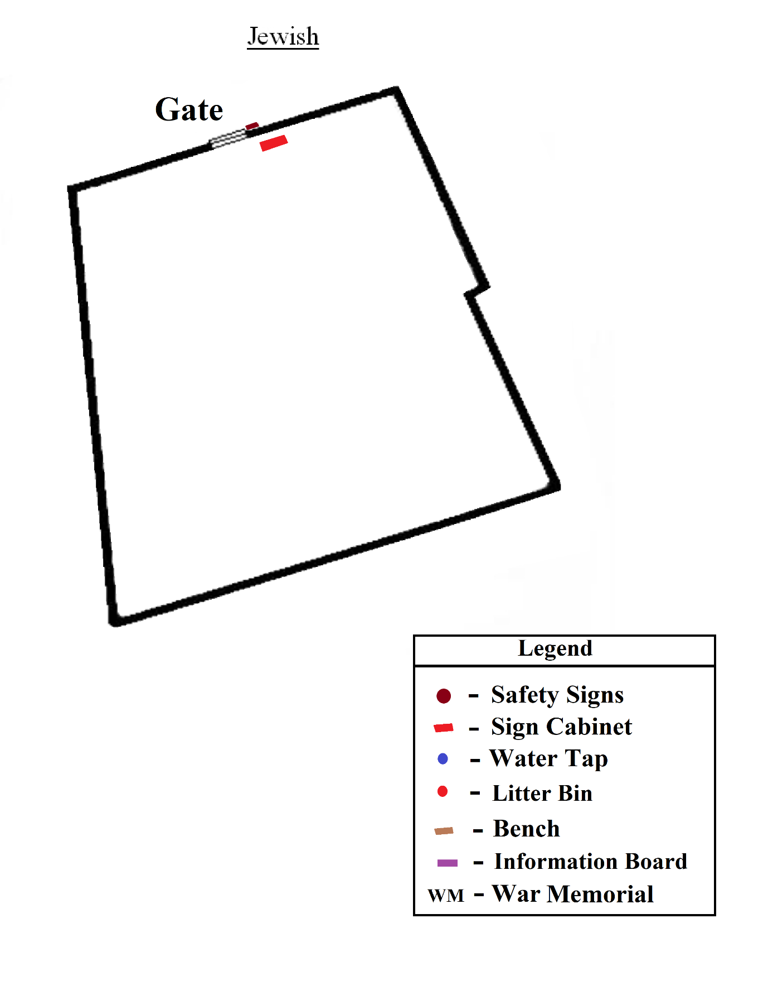 Jewish
Gate
Legend
- Safety Signs
- Sign Cabinet
- Water Tap
- Litter Bin
- Bench
- Information Board
WM - War Memorial